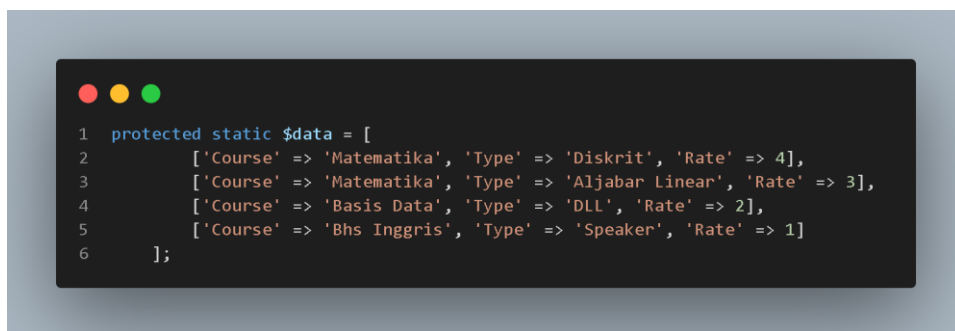 1 protected static $data = [
2 ['Course' => 'Matematika', 'Type' => 'Diskrit', 'Rate' => 4],
3 ['Course' => 'Matematika', 'Type' => 'Aljabar Linear', 'Rate' => 3],
4 ['Course' => 'Basis Data', 'Type' => 'DLL', 'Rate' => 2],
5 ['Course' => 'Bhs Inggris', 'Type' => 'Speaker', 'Rate' => 1]
6 ];